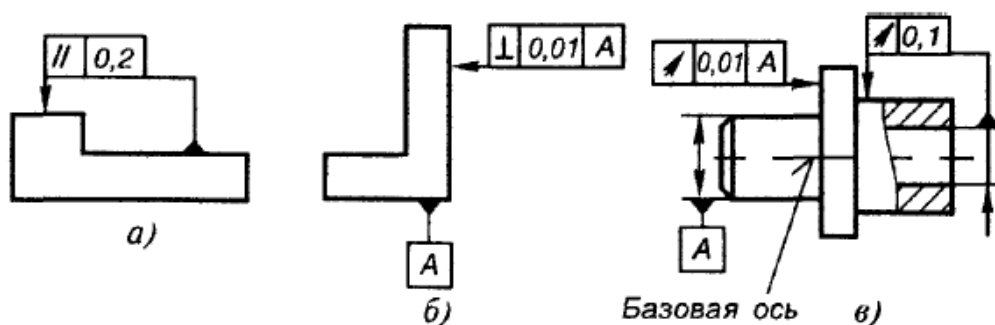 // 0,2
а)
⊥ 0,01 А
А
б)
↗ 0,01 А
↗ 0,1
А
Базовая ось
в)